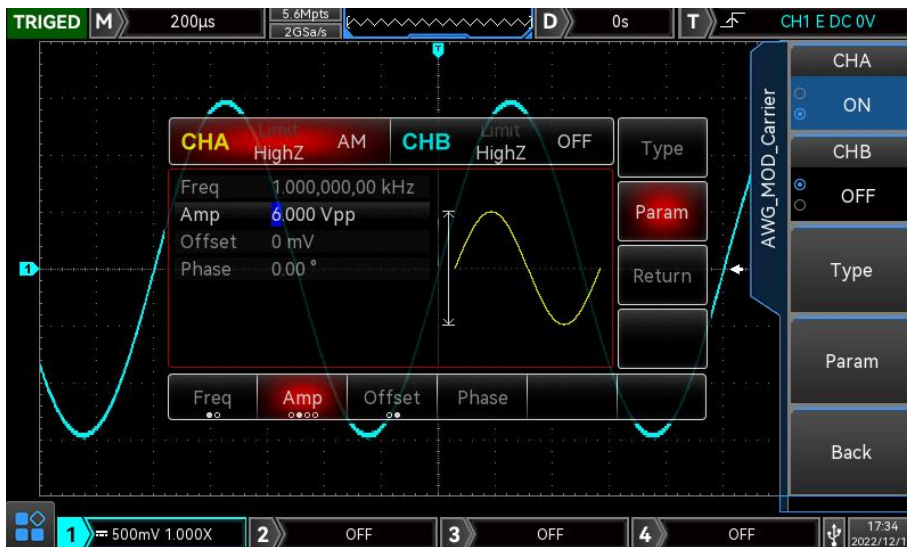 TRIGED M 200μs 5.6Mpts D 0s T CH1 E DC 0V
2GSa/s
T
CHA
ON
CHB
OFF
Type
Param
Back
AWG_MOD_Carrier
CHA Limit HighZ AM CHB Limit HighZ OFF
Type
Param
Return
Freq 1.000,000,00 kHz
Amp 6.000 Vpp
Offset 0 mV
Phase 0.00 °
1
Freq Amp Offset Phase
1 500mV 1.000X 2 OFF 3 OFF 4 OFF 17:34
2022/12/1